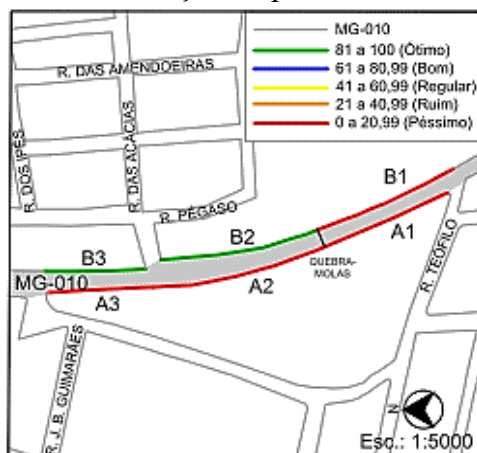 MG-010
81 a 100 (Ótimo)
61 a 80,99 (Bom)
41 a 60,99 (Regular)
21 a 40,99 (Ruim)
0 a 20,99 (Péssimo)
R. DAS AMENDOEIRAS
R. DOS IPÊS
R. DAS ACÁCIAS
R. PÉGASO
B1
B2
B3
A1
A2
A3
QUEBRA-
MOLAS
MG-010
R. TEÓFILO
R. J. B. GUIMARÃES
N
Esc.: 1:5000